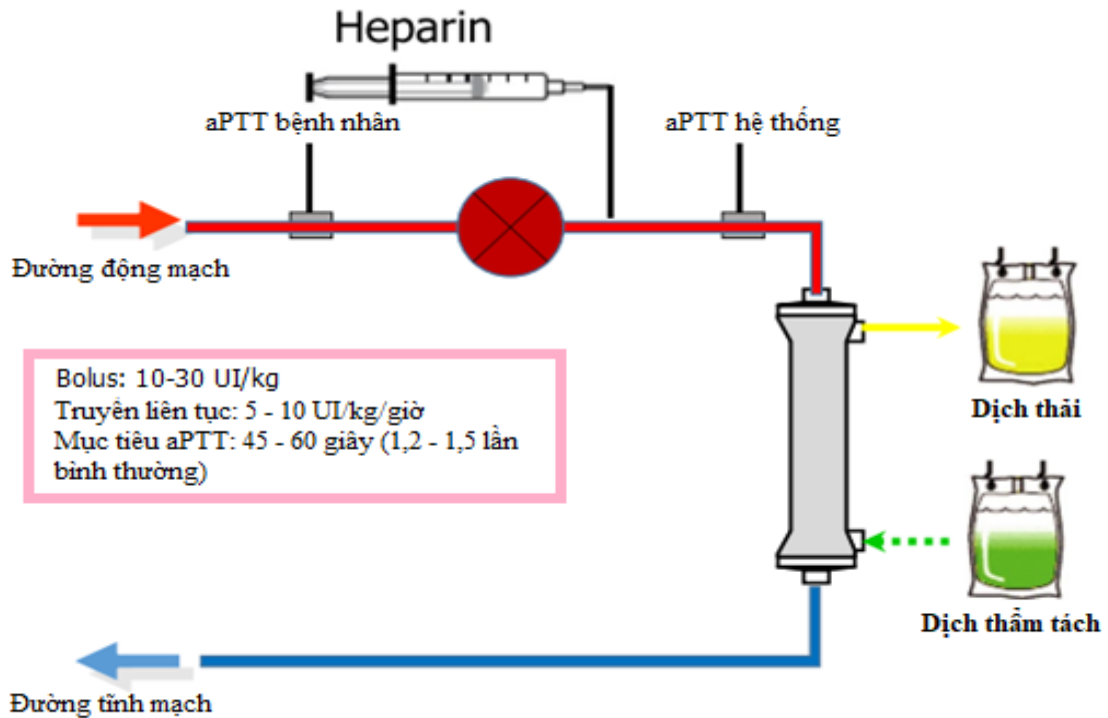 Heparin
aPTT bệnh nhân
aPTT hệ thống
Đường động mạch
Bolus: 10-30 UI/kg
Truyền liên tục: 5 - 10 UI/kg/giờ
Mục tiêu aPTT: 45 - 60 giây (1,2 - 1,5 lần
bình thường)
Dịch thải
Dịch thẩm tách
Đường tĩnh mạch